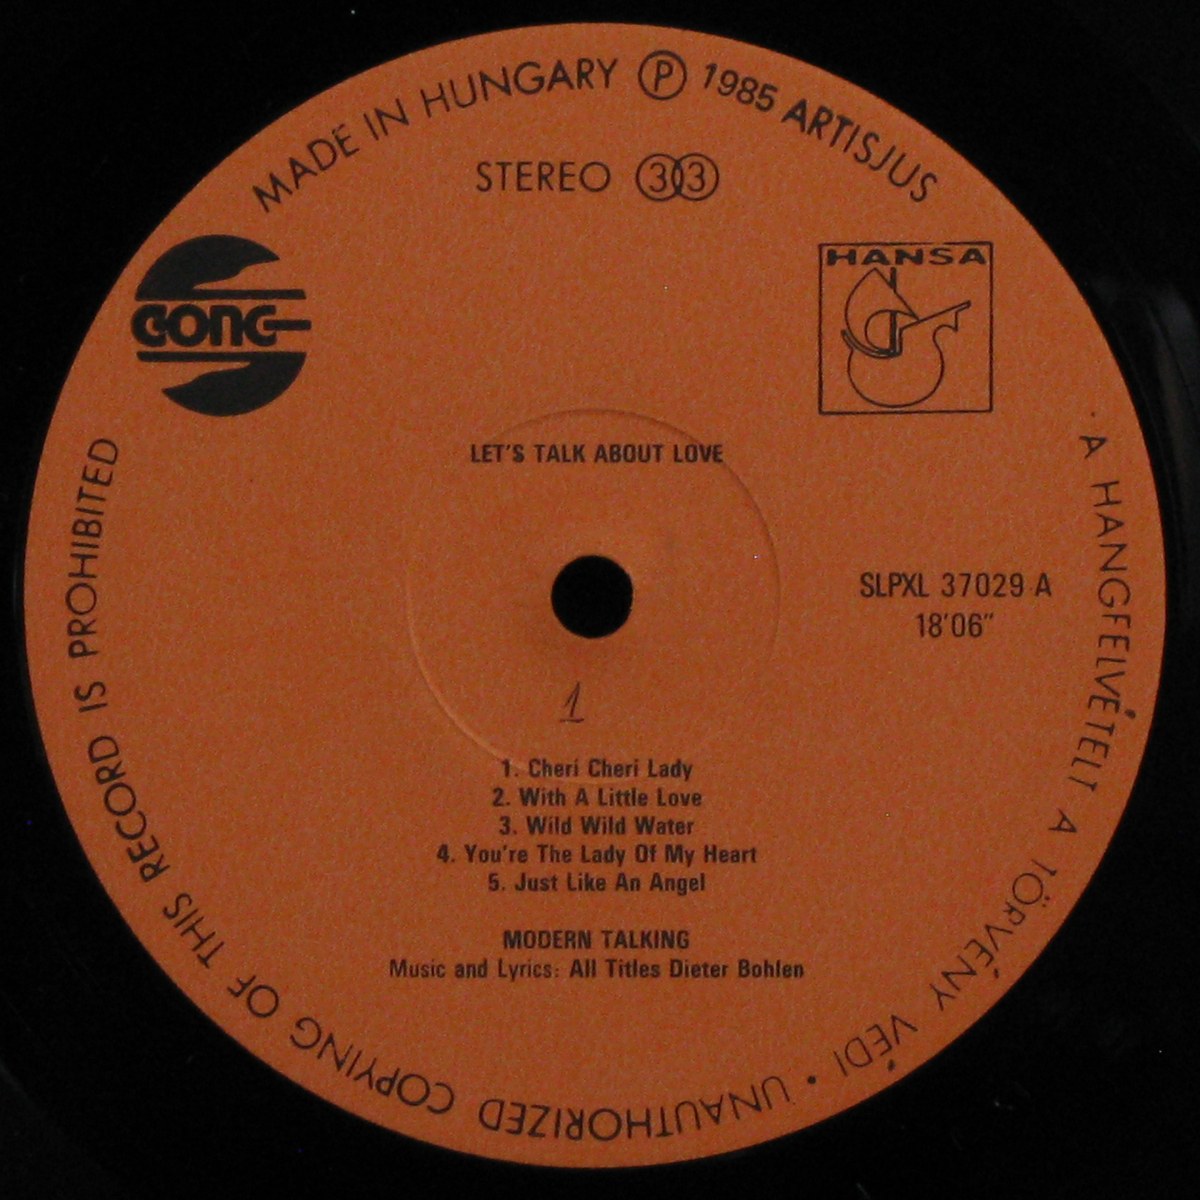 MADE IN HUNGARY Ⓟ 1985 ARTISJUS
STEREO 33
GONG
HANSA
LET'S TALK ABOUT LOVE
SLPXL 37029 A
18'06"
1
1. Cheri Cheri Lady
2. With A Little Love
3. Wild Wild Water
4. You're The Lady Of My Heart
5. Just Like An Angel
MODERN TALKING
Music and Lyrics: All Titles Dieter Bohlen
· A HANGFELVÉTELT A TÖRVÉNY VÉDI · UNAUTHORIZED COPYING OF THIS RECORD IS PROHIBITED